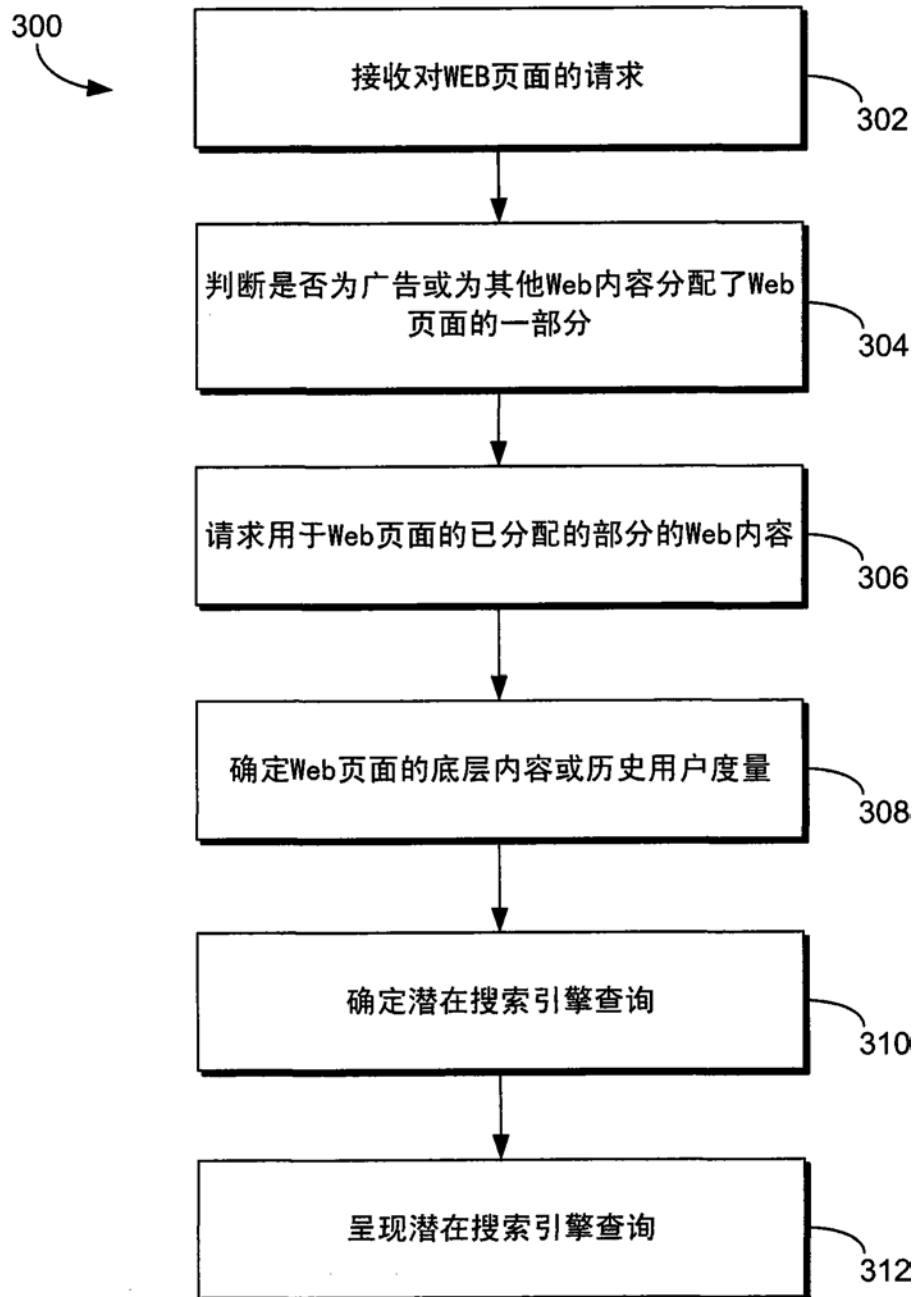 300
接收对WEB页面的请求
302
判断是否为广告或为其他Web内容分配了Web
页面的一部分
304
请求用于Web页面的已分配的部分的Web内容
306
确定Web页面的底层内容或历史用户度量
308
确定潜在搜索引擎查询
310
呈现潜在搜索引擎查询
312